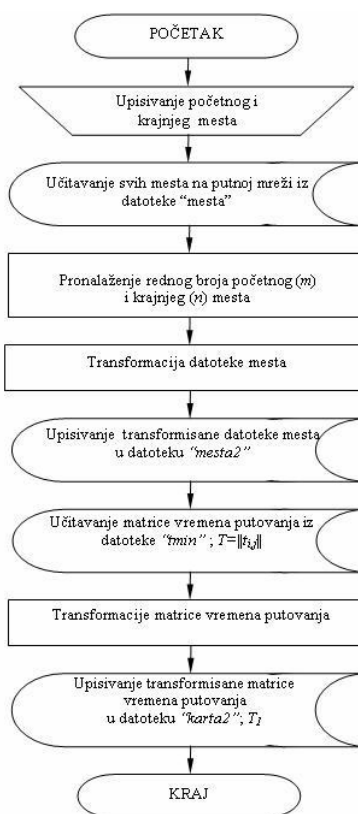 POČETAK
Upisivanje početnog i
krajnjeg mesta
Učitavanje svih mesta na putnoj mreži iz
datoteke “mesta”
Pronalaženje rednog broja početnog (m)
i krajnjeg (n) mesta
Transformacija datoteke mesta
Upisivanje transformisane datoteke mesta
u datoteku “mesta2”
Učitavanje matrice vremena putovanja iz
datoteke “tmin” ; T=||ti,j||
Transformacije matrice vremena putovanja
Upisivanje transformisane matrice
vremena putovanja
u datoteku “karta2”; T1
KRAJ